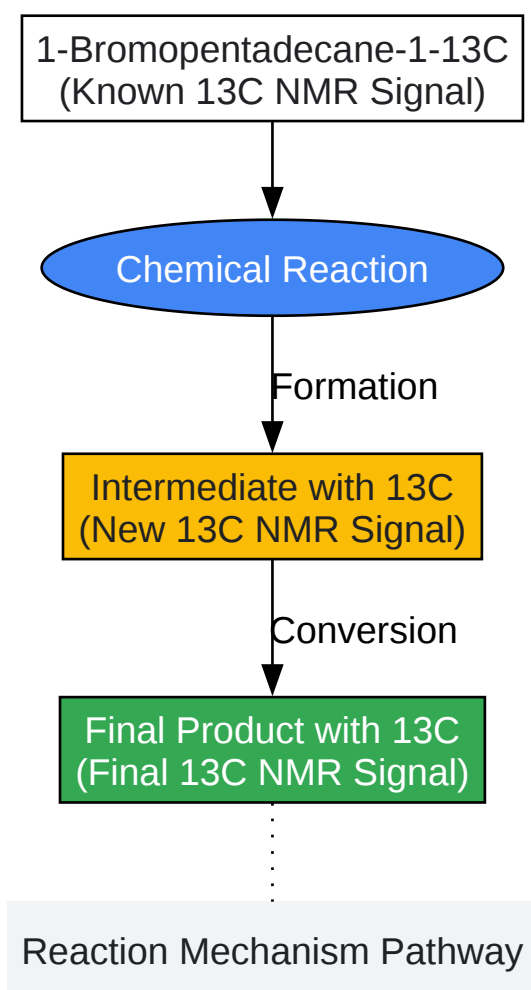 1-Bromopentadecane-1-13C
(Known 13C NMR Signal)
Chemical Reaction
Formation
Intermediate with 13C
(New 13C NMR Signal)
Conversion
Final Product with 13C
(Final 13C NMR Signal)
Reaction Mechanism Pathway